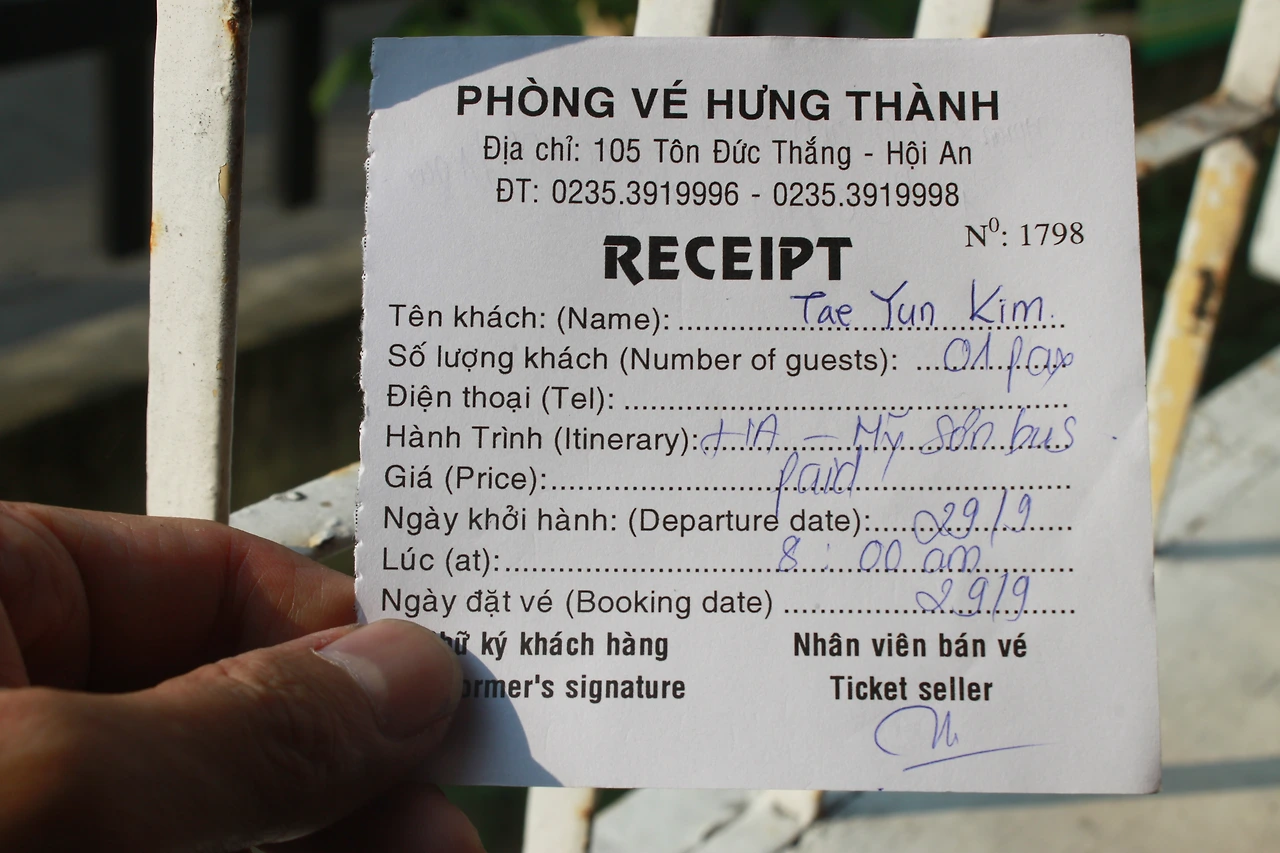 PHÒNG VÉ HƯNG THÀNH
Địa chỉ: 105 Tôn Đức Thắng - Hội An
ĐT: 0235.3919996 - 0235.3919998
N⁰: 1798
RECEIPT
Tên khách: (Name): Tae Yun Kim.
Số lượng khách (Number of guests): 01 pax
Điện thoại (Tel):
Hành Trình (Itinerary): HA - Mỹ Sơn bus
Giá (Price): paid
Ngày khởi hành: (Departure date): 29/9
Lúc (at): 8:00 am
Ngày đặt vé (Booking date) 29/9
ữ ký khách hàng Nhân viên bán vé
ormer's signature Ticket seller